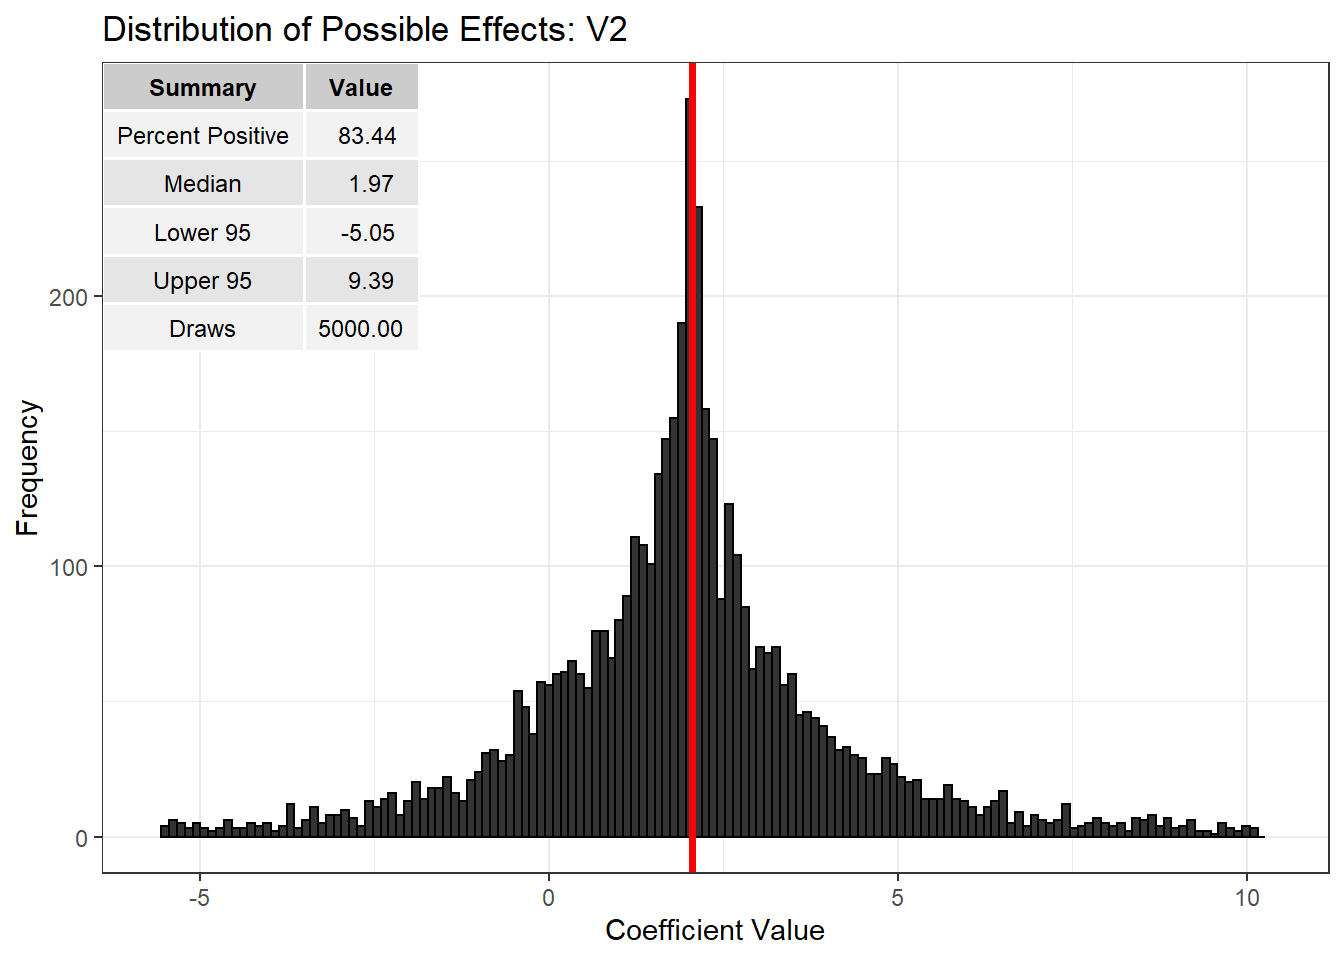 Distribution of Possible Effects: V2
Summary Value
Percent Positive 83.44
Median 1.97
Lower 95 -5.05
Upper 95 9.39
Draws 5000.00
Frequency
200
100
0
-5 0 5 10
Coefficient Value